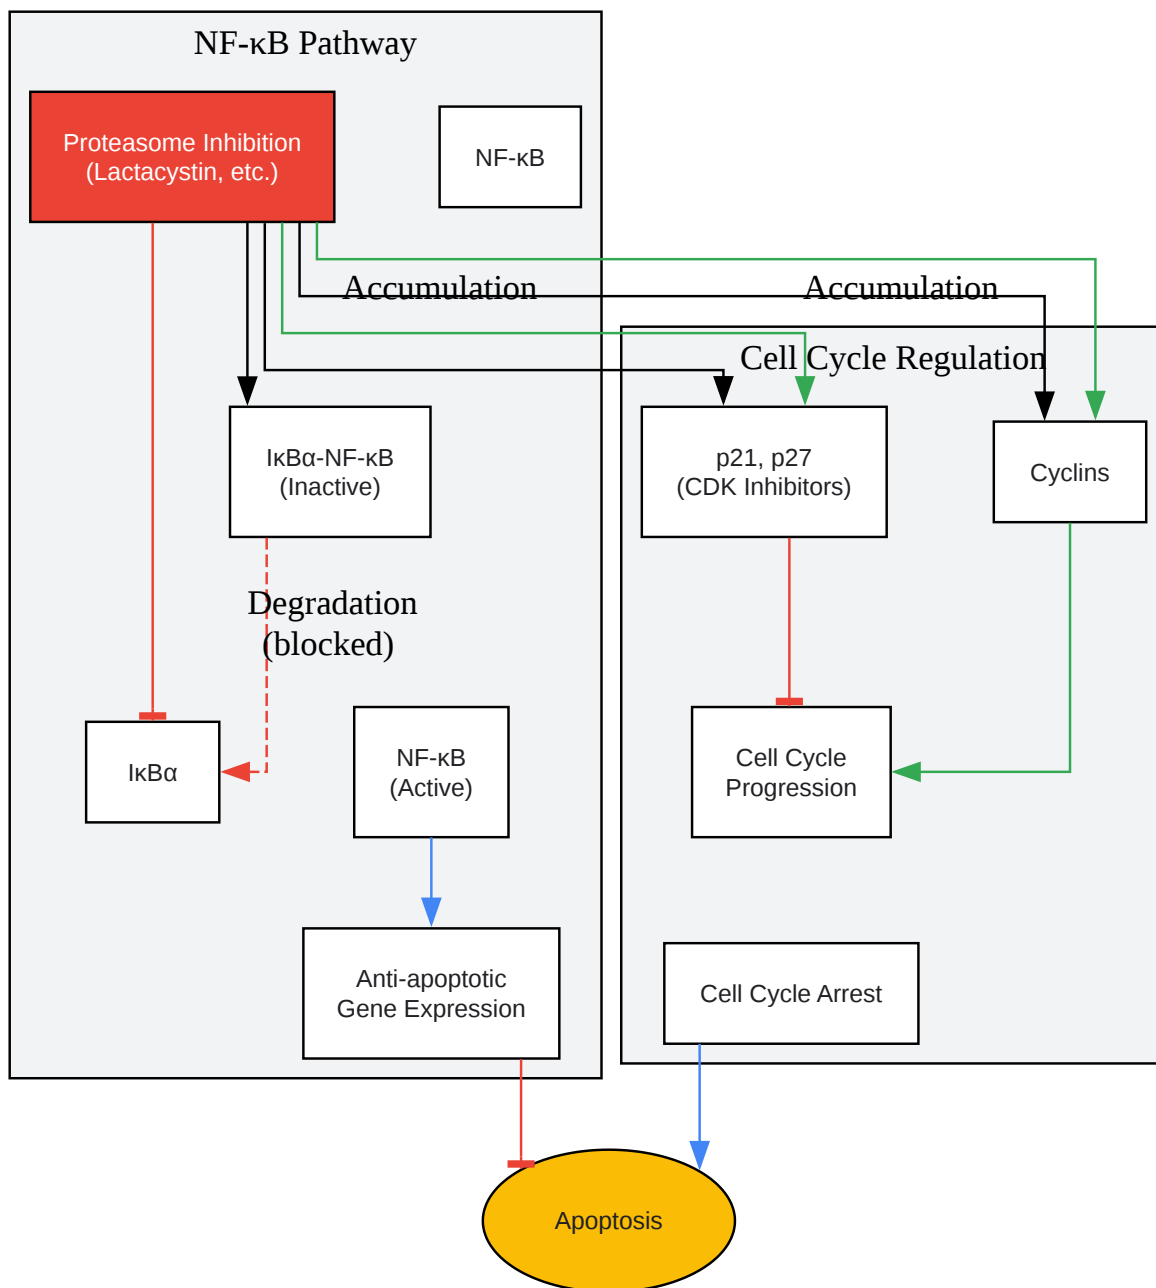 NF-κB Pathway
Proteasome Inhibition
(Lactacystin, etc.)
NF-κB
Accumulation
Accumulation
Cell Cycle Regulation
IκBα-NF-κB
(Inactive)
p21, p27
(CDK Inhibitors)
Cyclins
Degradation
(blocked)
IκBα
NF-κB
(Active)
Cell Cycle
Progression
Anti-apoptotic
Gene Expression
Cell Cycle Arrest
Apoptosis